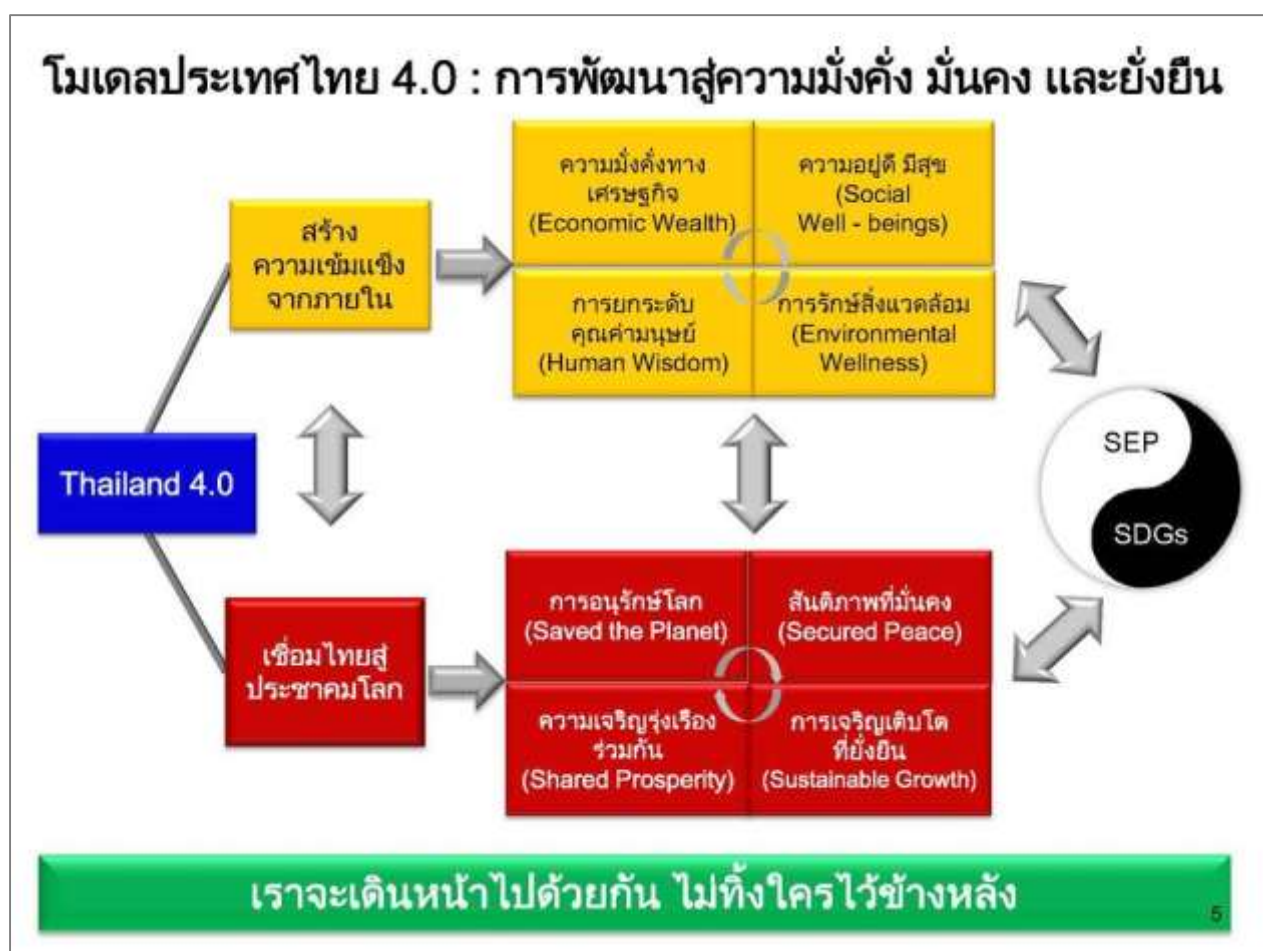 โมเดลประเทศไทย 4.0 : การพัฒนาสู่ความมั่งคั่ง มั่นคง และยั่งยืน
สร้าง
ความเข้มแข็ง
จากภายใน
ความมั่งคั่งทาง
เศรษฐกิจ
(Economic Wealth)
ความอยู่ดี มีสุข
(Social
Well - beings)
การยกระดับ
คุณค่ามนุษย์
(Human Wisdom)
การรักษ์สิ่งแวดล้อม
(Environmental
Wellness)
Thailand 4.0
SEP
SDGs
เชื่อมไทยสู่
ประชาคมโลก
การอนุรักษ์โลก
(Saved the Planet)
สันติภาพที่มั่นคง
(Secured Peace)
ความเจริญรุ่งเรือง
ร่วมกัน
(Shared Prosperity)
การเจริญเติบโต
ที่ยั่งยืน
(Sustainable Growth)
เราจะเดินหน้าไปด้วยกัน ไม่ทิ้งใครไว้ข้างหลัง
5